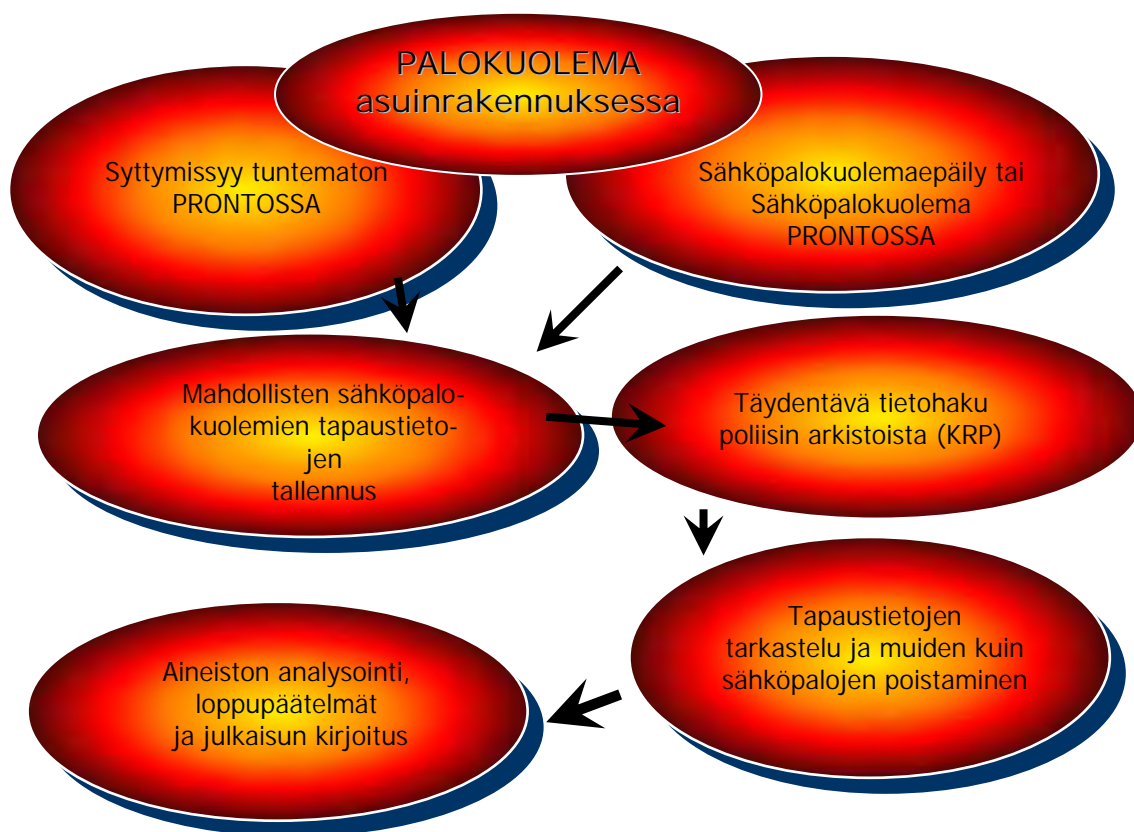 PALOKUOLEMA
asuinrakennuksessa
Syttymissyy tuntematon
PRONTOSSA
Sähköpalokuolemaepäily tai
Sähköpalokuolema
PRONTOSSA
Mahdollisten sähköpalo-
kuolemien tapaustieto-
jen
tallennus
Täydentävä tietohaku
poliisin arkistoista (KRP)
Tapaustietojen
tarkastelu ja muiden kuin
sähköpalojen poistaminen
Aineiston analysointi,
loppupäätelmät
ja julkaisun kirjoitus